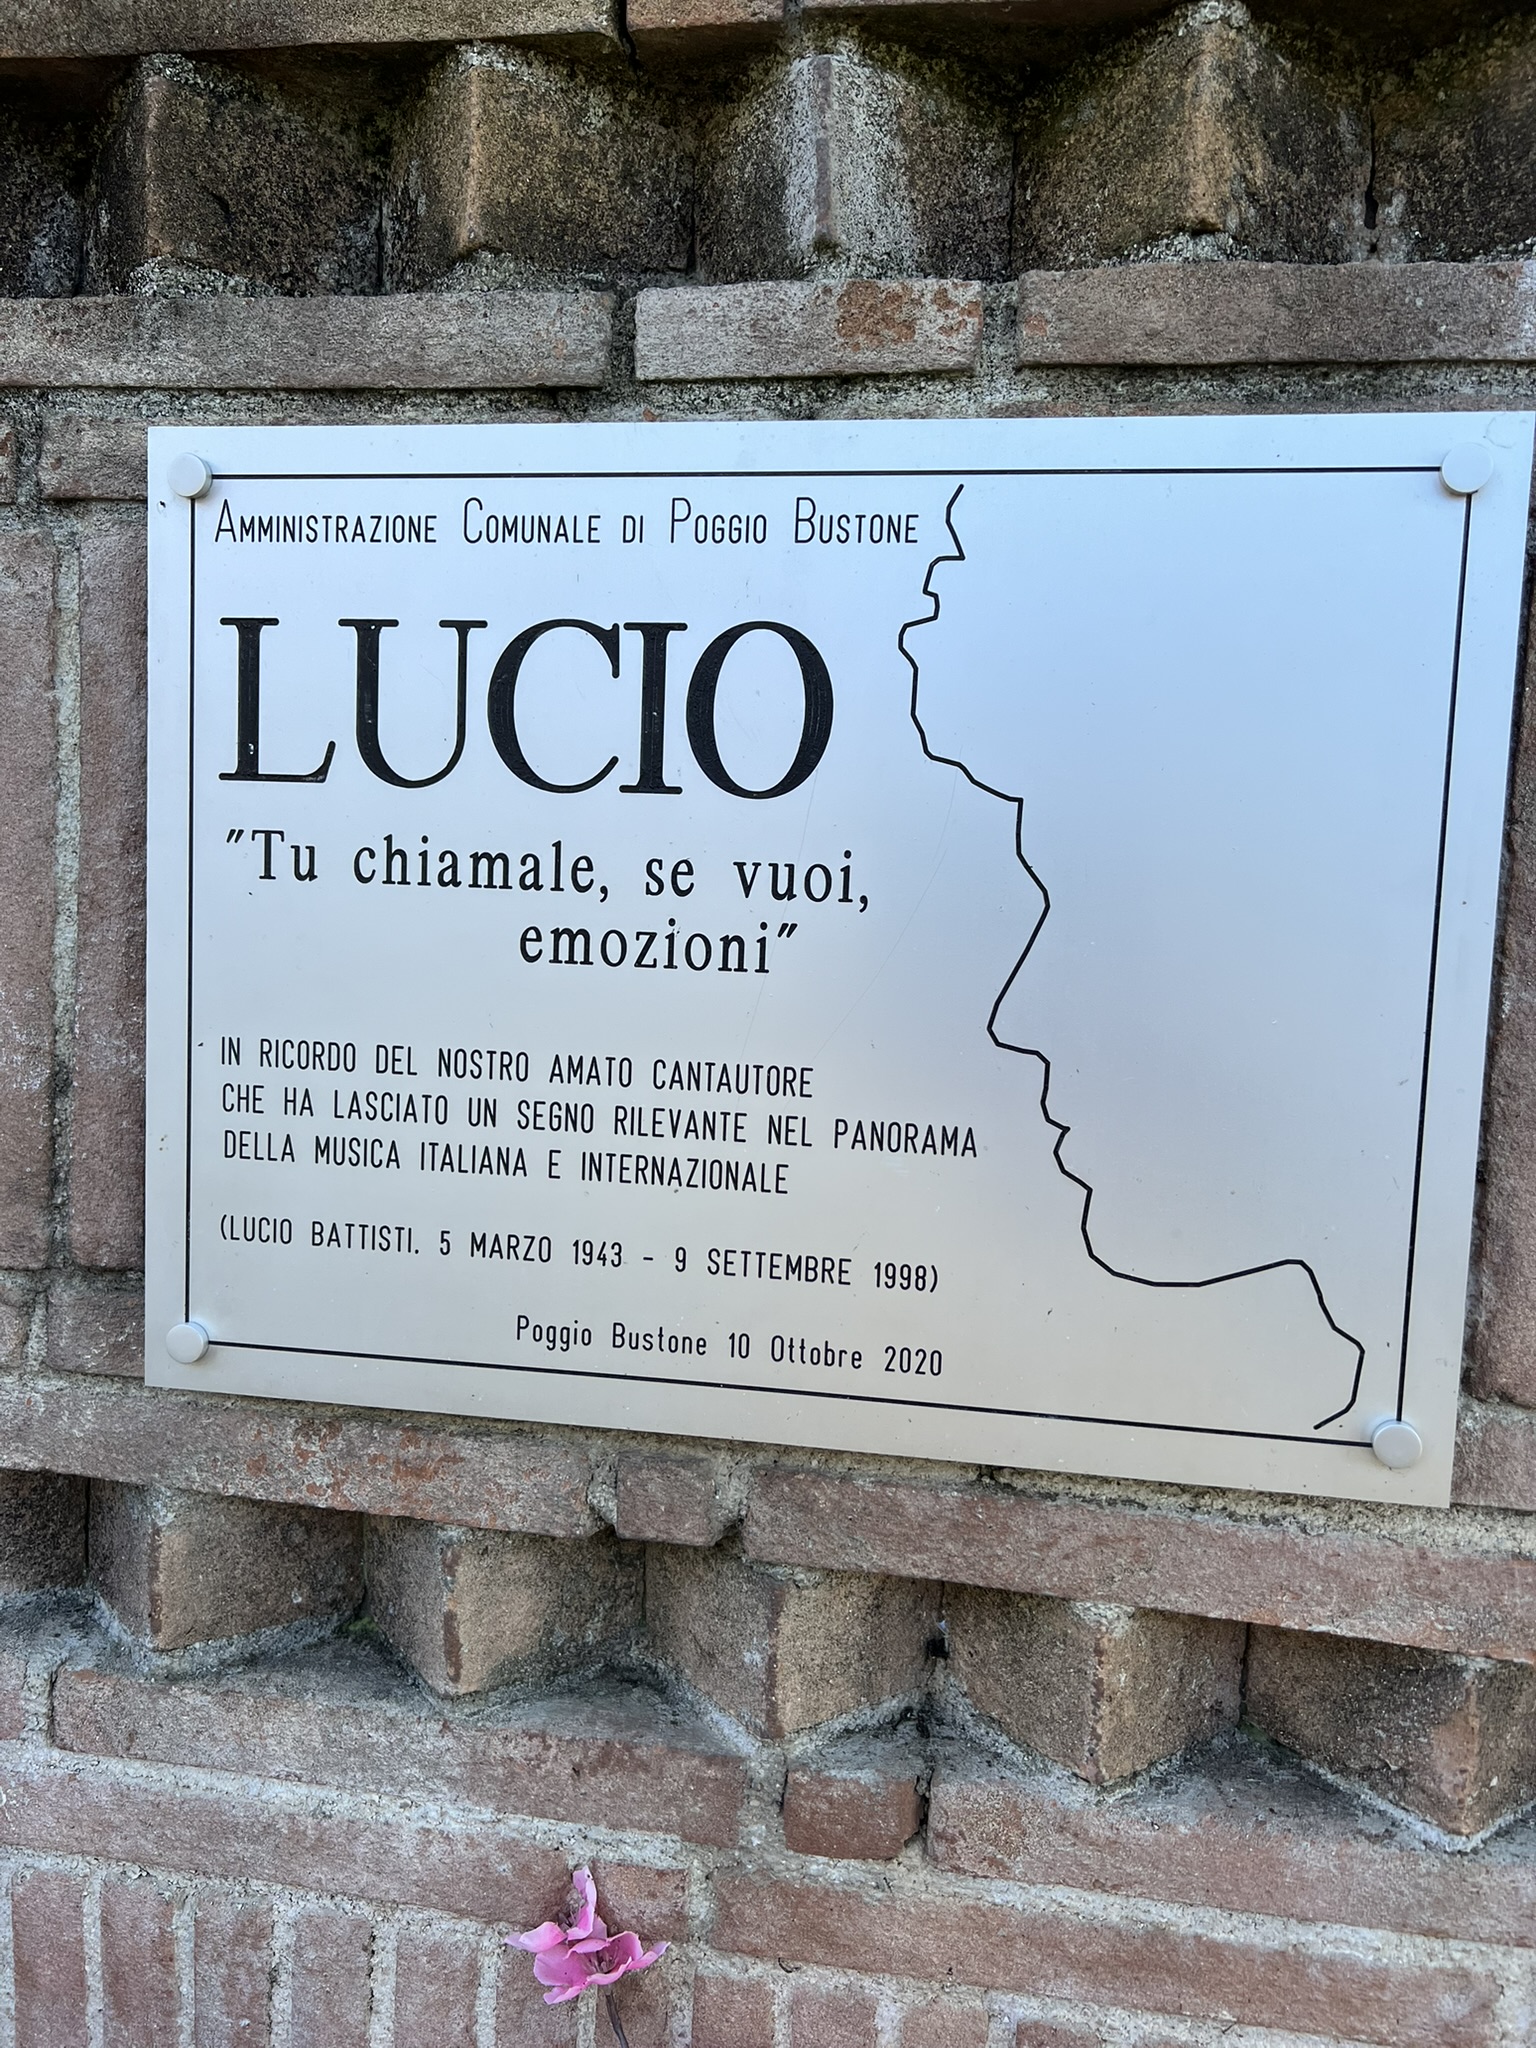 Amministrazione Comunale di Poggio Bustone
LUCIO
"Tu chiamale, se vuoi,
emozioni"
IN RICORDO DEL NOSTRO AMATO CANTAUTORE
CHE HA LASCIATO UN SEGNO RILEVANTE NEL PANORAMA
DELLA MUSICA ITALIANA E INTERNAZIONALE
(LUCIO BATTISTI. 5 MARZO 1943 - 9 SETTEMBRE 1998)
Poggio Bustone 10 Ottobre 2020